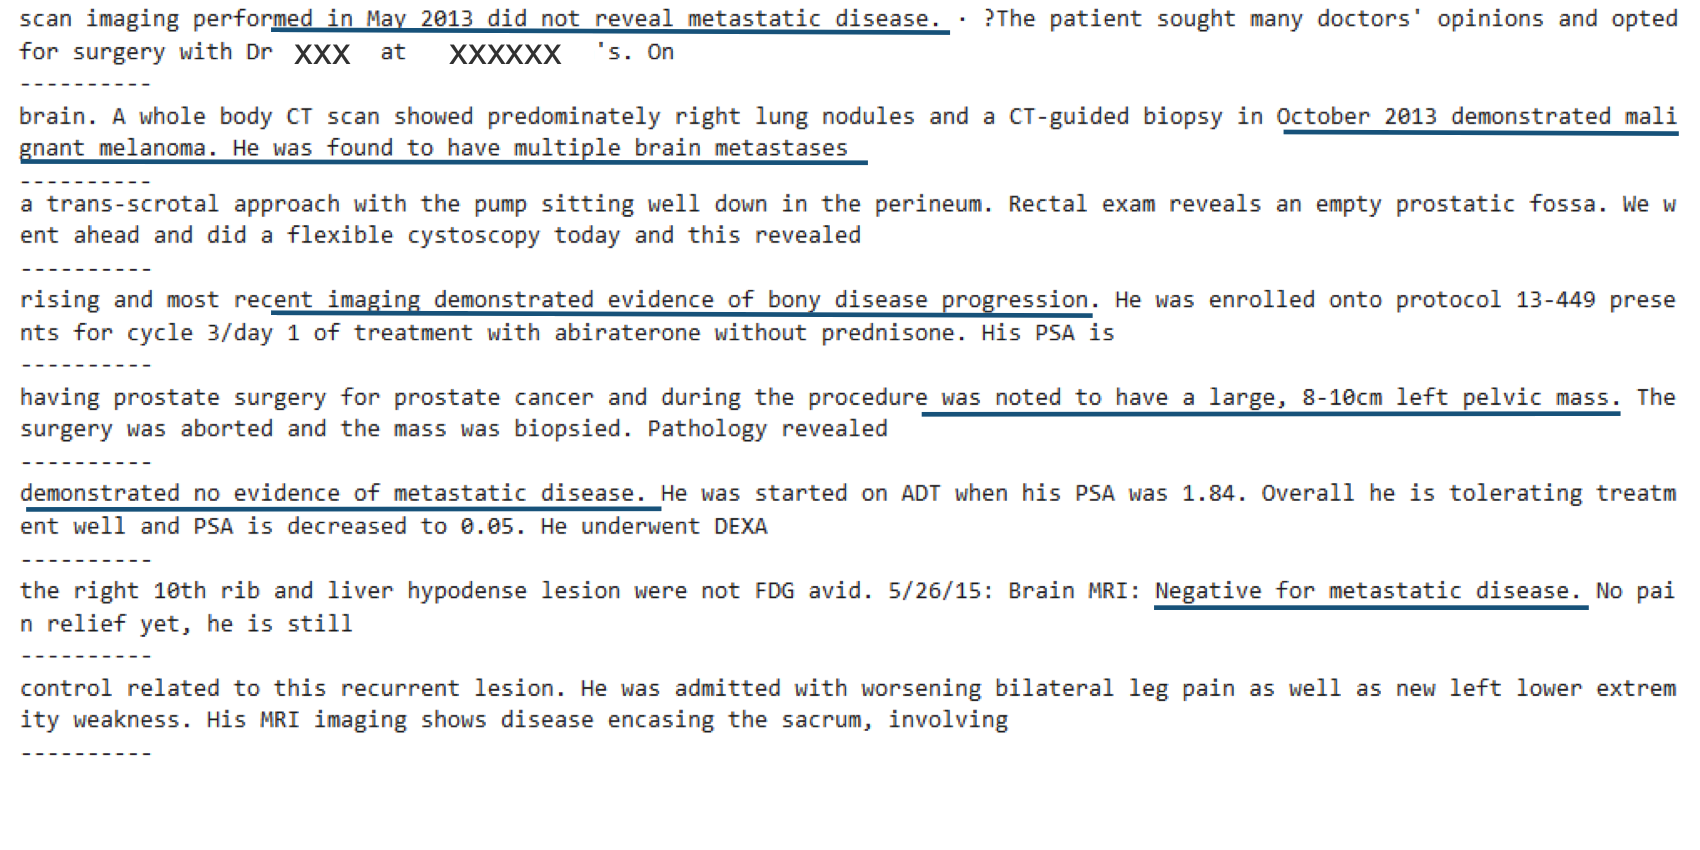 scan imaging performed in May 2013 did not reveal metastatic disease. · ?The patient sought many doctors' opinions and opted
for surgery with Dr XXX at XXXXXX 's. On
----------
brain. A whole body CT scan showed predominately right lung nodules and a CT-guided biopsy in October 2013 demonstrated mali
gnant melanoma. He was found to have multiple brain metastases
----------
a trans-scrotal approach with the pump sitting well down in the perineum. Rectal exam reveals an empty prostatic fossa. We w
ent ahead and did a flexible cystoscopy today and this revealed
----------
rising and most recent imaging demonstrated evidence of bony disease progression. He was enrolled onto protocol 13-449 prese
nts for cycle 3/day 1 of treatment with abiraterone without prednisone. His PSA is
----------
having prostate surgery for prostate cancer and during the procedure was noted to have a large, 8-10cm left pelvic mass. The
surgery was aborted and the mass was biopsied. Pathology revealed
----------
demonstrated no evidence of metastatic disease. He was started on ADT when his PSA was 1.84. Overall he is tolerating treatm
ent well and PSA is decreased to 0.05. He underwent DEXA
----------
the right 10th rib and liver hypodense lesion were not FDG avid. 5/26/15: Brain MRI: Negative for metastatic disease. No pai
n relief yet, he is still
----------
control related to this recurrent lesion. He was admitted with worsening bilateral leg pain as well as new left lower extrem
ity weakness. His MRI imaging shows disease encasing the sacrum, involving
----------